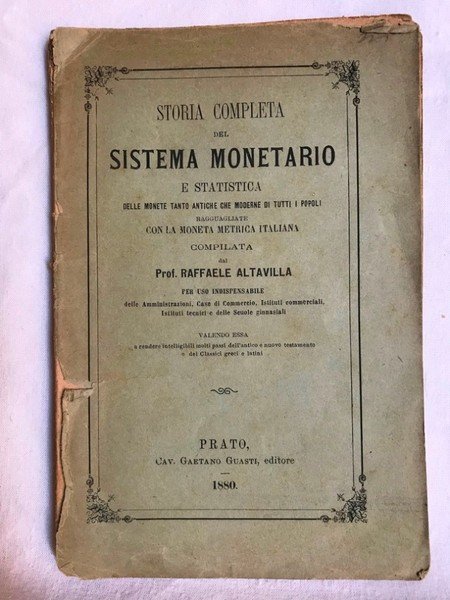 STORIA COMPLETA
DEL
SISTEMA MONETARIO
E STATISTICA
DELLE MONETE TANTO ANTICHE CHE MODERNE DI TUTTI I POPOLI
RAGGUAGLIATE
CON LA MONETA METRICA ITALIANA
COMPILATA
dal
Prof. RAFFAELE ALTAVILLA
PER USO INDISPENSABILE
delle Amministrazioni, Case di Commercio, Istituti commerciali,
Istituti tecnici e delle Scuole ginnasiali
VALENDO ESSA
a rendere intelligibili molti passi dell'antico e nuovo testamento
e dei Classici greci e latini
PRATO,
CAV. GAETANO GUASTI, editore
1880.